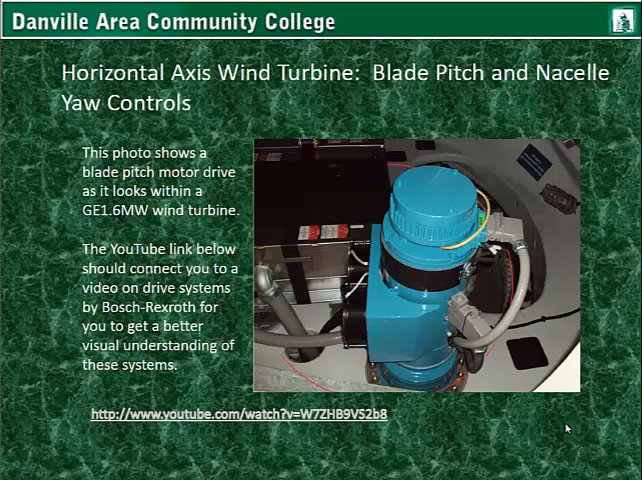 Danville Area Community College
Horizontal Axis Wind Turbine:  Blade Pitch and Nacelle
Yaw Controls
This photo shows a
blade pitch motor drive
as it looks within a
GE1.6MW wind turbine.
The YouTube link below
should connect you to a
video on drive systems
by Bosch-Rexroth for
you to get a better
visual understanding of
these systems.
http://www.youtube.com/watch?v=W7ZHB9VS2b8